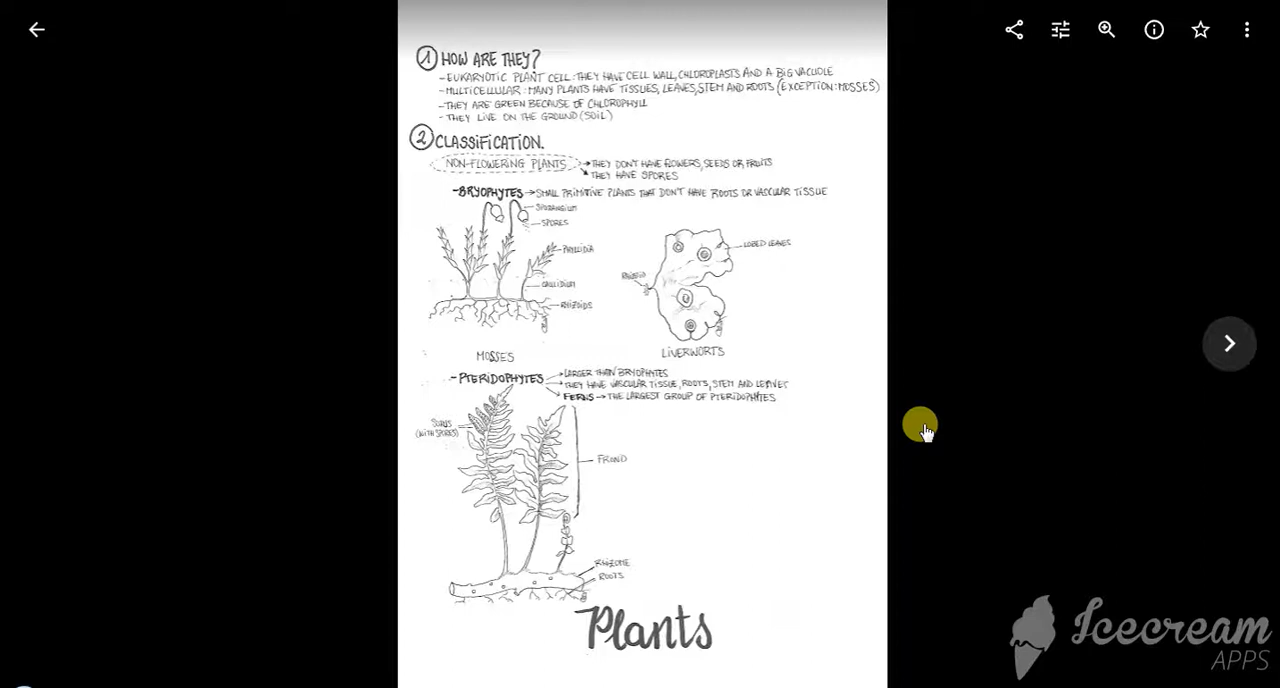 1 HOW ARE THEY?
- EUKARYOTIC PLANT CELL: THEY HAVE CELL WALL, CHLOROPLASTS AND A BIG VACUOLE
- MULTICELLULAR: MANY PLANTS HAVE TISSUES, LEAVES, STEM AND ROOTS (EXCEPTION: MOSSES)
- THEY ARE GREEN BECAUSE OF CHLOROPHYLL
- THEY LIVE ON THE GROUND (SOIL)
2 CLASSIFICATION.
NON-FLOWERING PLANTS → THEY DON'T HAVE FLOWERS, SEEDS OR FRUITS
THEY HAVE SPORES
- BRYOPHYTES → SMALL PRIMITIVE PLANTS THAT DON'T HAVE ROOTS OR VASCULAR TISSUE
SPORANGIUM
SPORES
PHYLLIDIA
CAULIDIUM
RHIZOIDS
LOBED LEAVES
RHIZOID
MOSSES
LIVERWORTS
- PTERIDOPHYTES → LARGER THAN BRYOPHYTES
→ THEY HAVE VASCULAR TISSUE, ROOTS, STEM AND LEAVES
FERNS → THE LARGEST GROUP OF PTERIDOPHYTES
SORUS
(WITH SPORES)
FROND
RHIZOME
ROOTS
Plants
Icecream
APPS